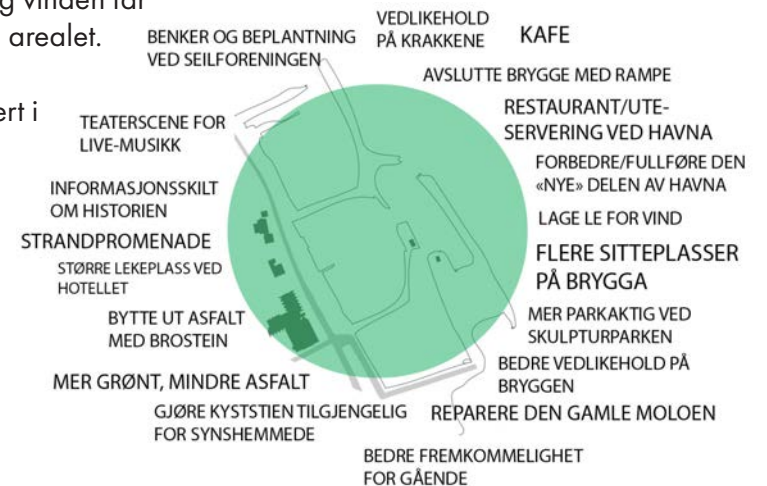 g vinden får
arealet.
ert i
BENKER OG BEPLANTNING
VED SEILFORENINGEN
VEDLIKEHOLD
PÅ KRAKKENE
KAFE
AVSLUTTE BRYGGE MED RAMPE
TEATERSCENE FOR
LIVE-MUSIKK
RESTAURANT/UTE-
SERVERING VED HAVNA
FORBEDRE/FULLFØRE DEN
«NYE» DELEN AV HAVNA
INFORMASJONSSKILT
OM HISTORIEN
LAGE LE FOR VIND
STRANDPROMENADE
FLERE SITTEPLASSER
PÅ BRYGGA
STØRRE LEKEPLASS VED
HOTELLET
MER PARKAKTIG VED
SKULPTURPARKEN
BYTTE UT ASFALT
MED BROSTEIN
BEDRE VEDLIKEHOLD PÅ
BRYGGEN
MER GRØNT, MINDRE ASFALT
GJØRE KYSTSTIEN TILGJENGELIG
FOR SYNSHEMMEDE
REPARERE DEN GAMLE MOLOEN
BEDRE FREMKOMMELIGHET
FOR GÅENDE